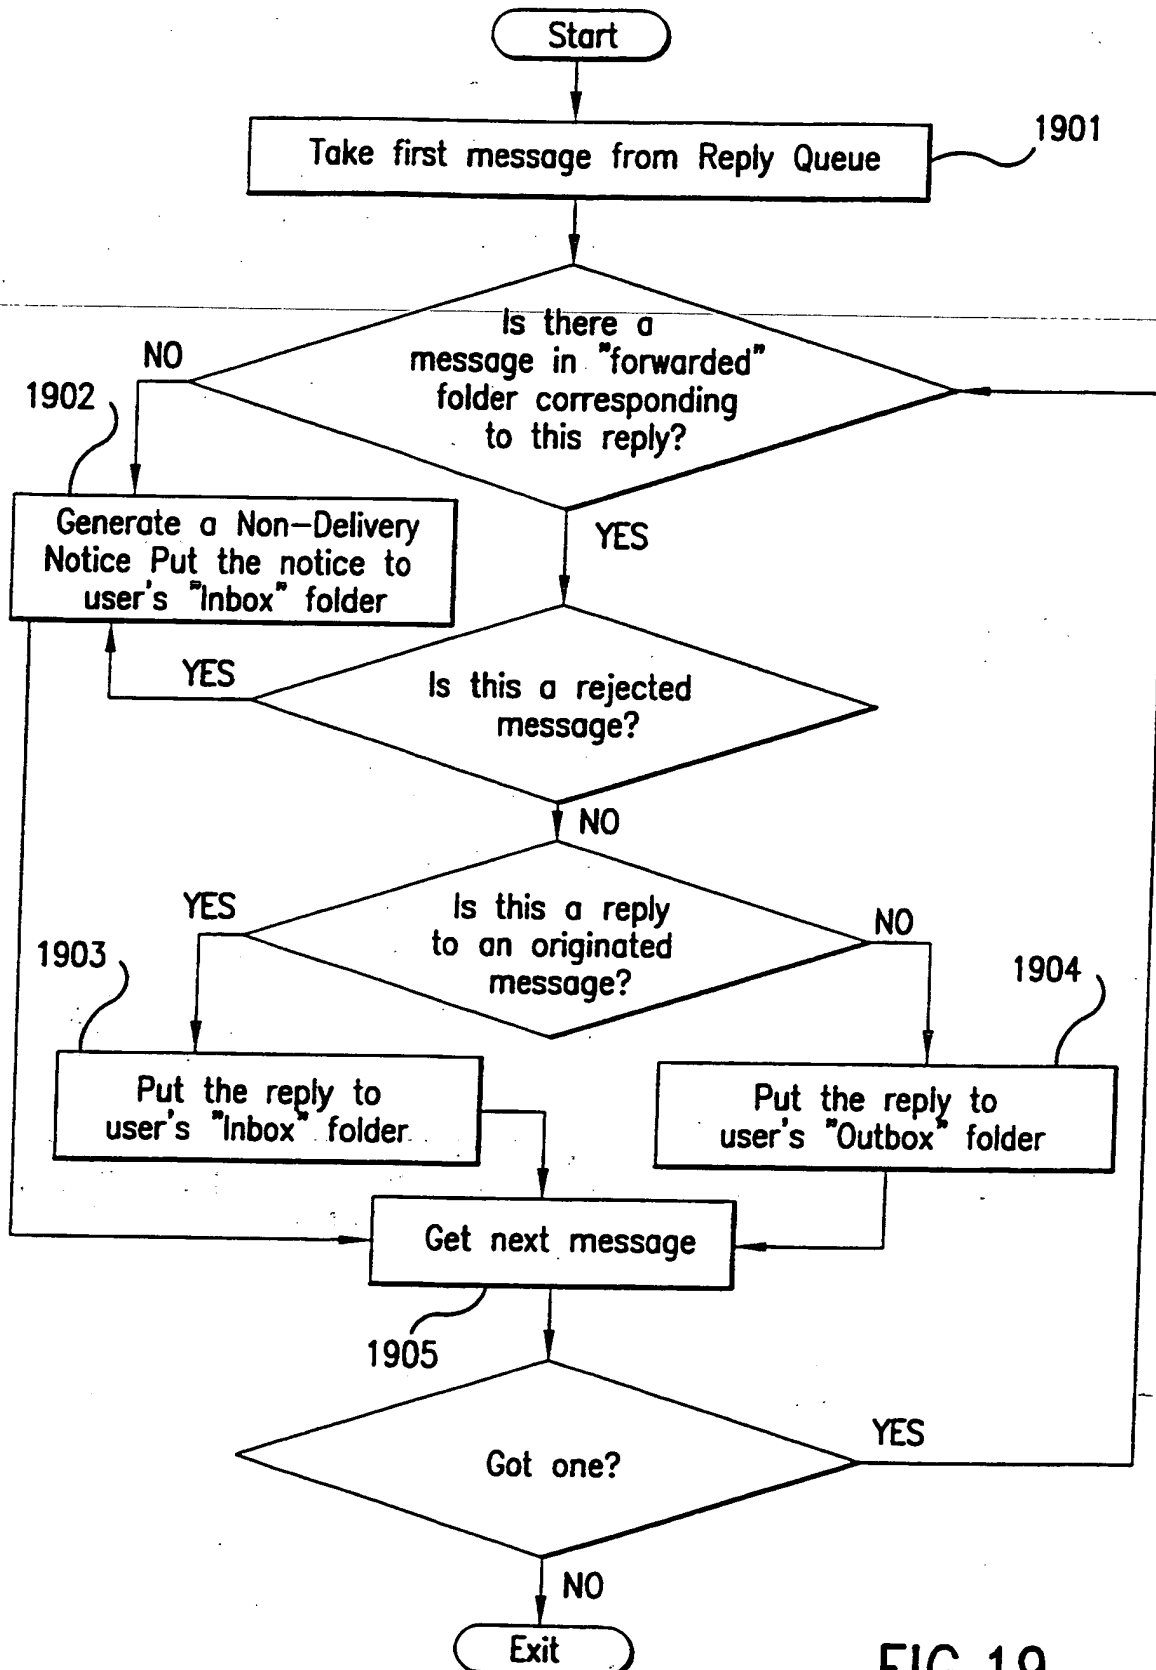 Start
Take first message from Reply Queue
1901
Is there a
message in "forwarded"
folder corresponding
to this reply?
NO
1902
YES
Generate a Non-Delivery
Notice Put the notice to
user's "Inbox" folder
YES
Is this a rejected
message?
NO
YES
Is this a reply
to an originated
message?
NO
1903
1904
Put the reply to
user's "Inbox" folder
Put the reply to
user's "Outbox" folder
Get next message
1905
Got one?
YES
NO
Exit
FIG.19